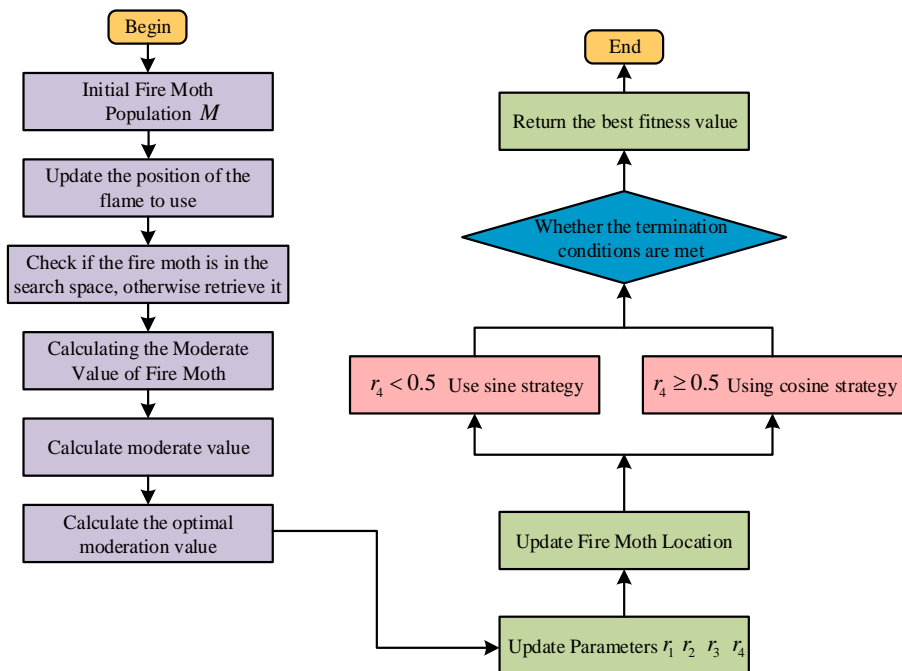 Begin
Initial Fire Moth
Population M
Update the position of the
flame to use
Check if the fire moth is in the
search space, otherwise retrieve it
Calculating the Moderate
Value of Fire Moth
Calculate moderate value
Calculate the optimal
moderation value
Update Parameters r₁ r₂ r₃ r₄
Update Fire Moth Location
r₄ < 0.5 Use sine strategy
r₄ ≥ 0.5 Using cosine strategy
Whether the termination
conditions are met
Return the best fitness value
End